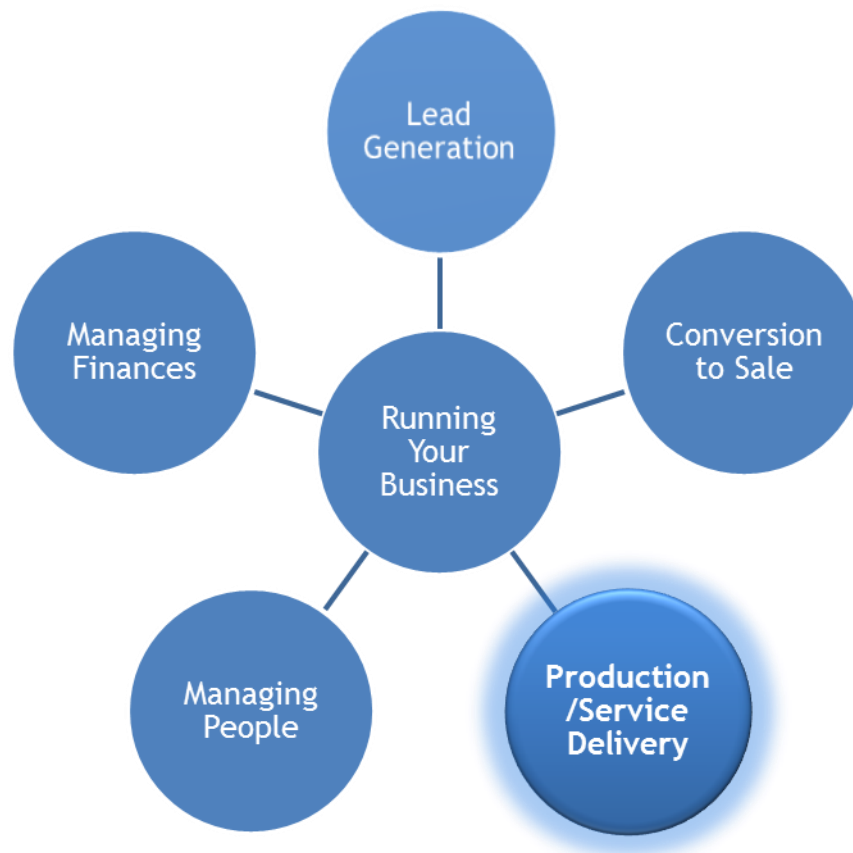 Lead
Generation
Managing
Finances
Conversion
to Sale
Running
Your
Business
Managing
People
Production
/Service
Delivery